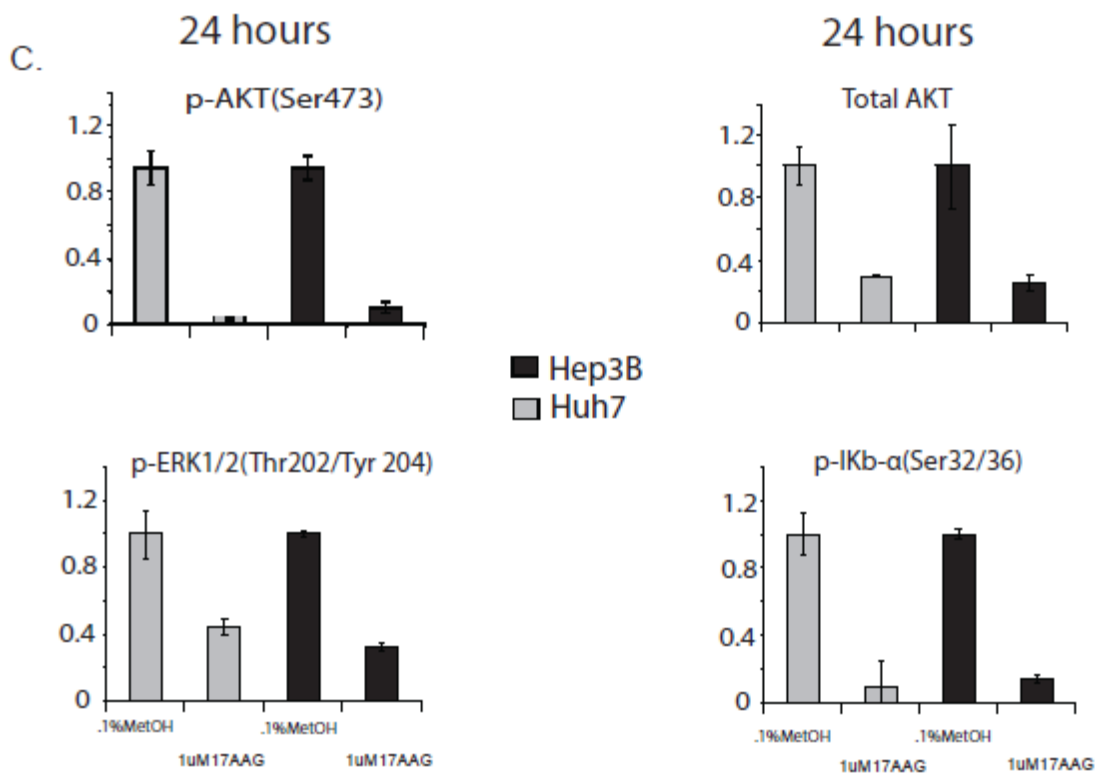 24 hours
24 hours
C.
p-AKT(Ser473)
1.2
0.8
0.4
0
Total AKT
1.2
0.8
0.4
0
Hep3B
Huh7
p-ERK1/2(Thr202/Tyr 204)
1.2
0.8
0.4
0
.1%MetOH
.1%MetOH
1uM17AAG
1uM17AAG
p-IKb-α(Ser32/36)
1.2
0.8
0.4
0
.1%MetOH
.1%MetOH
1uM17AAG
1uM17AAG